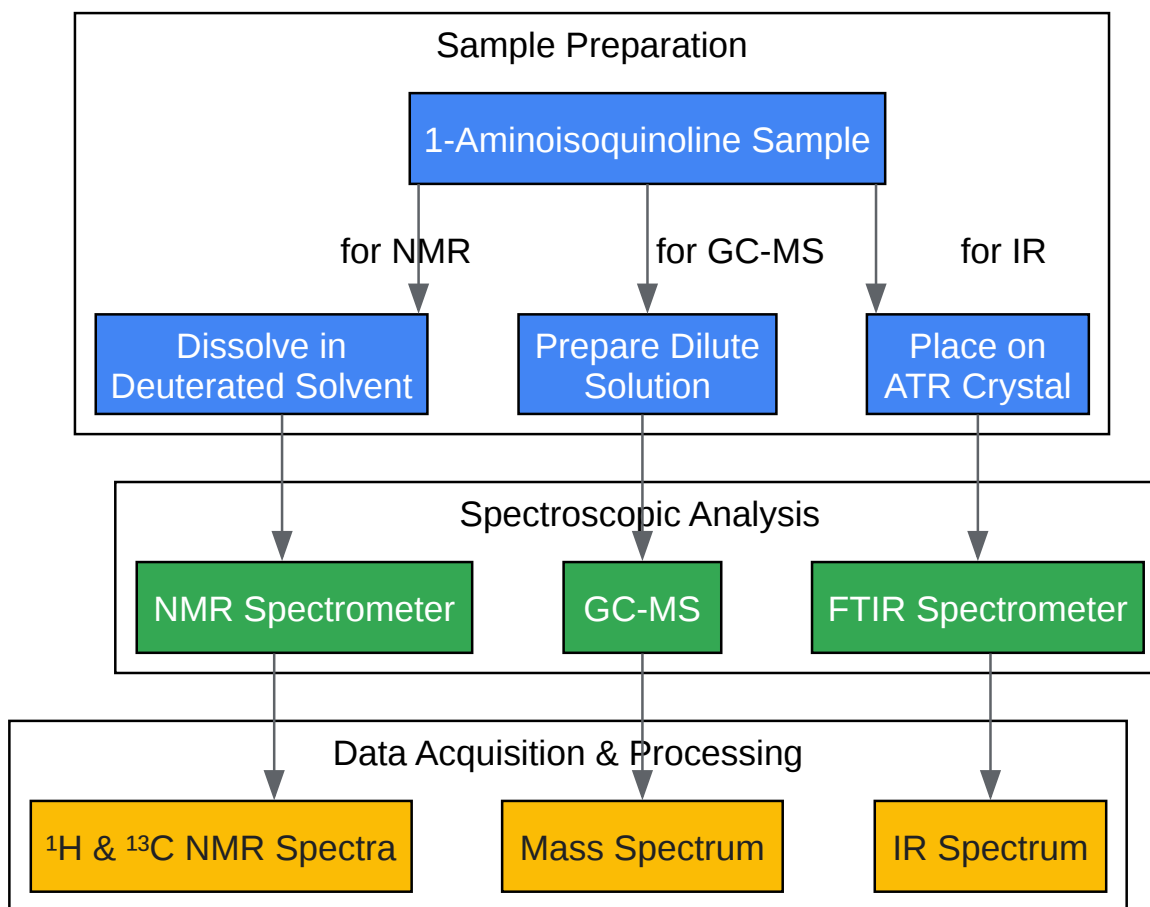 Sample Preparation
1-Aminoisoquinoline Sample
for NMR
for GC-MS
for IR
Dissolve in
Deuterated Solvent
Prepare Dilute
Solution
Place on
ATR Crystal
Spectroscopic Analysis
NMR Spectrometer
GC-MS
FTIR Spectrometer
Data Acquisition & Processing
¹H & ¹³C NMR Spectra
Mass Spectrum
IR Spectrum